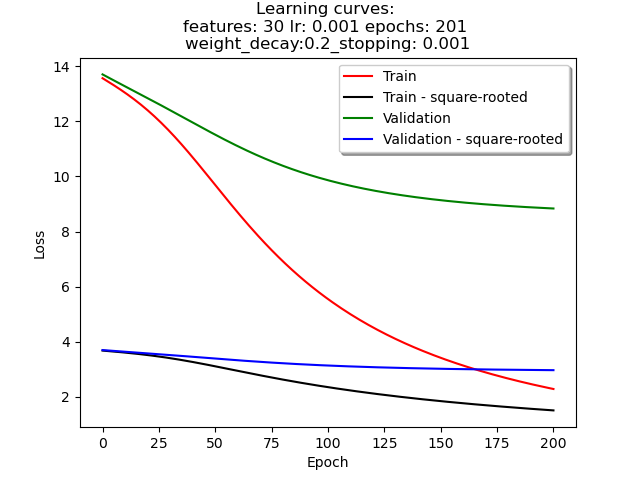 Learning curves:
features: 30 lr: 0.001 epochs: 201
weight_decay:0.2_stopping: 0.001
Train
Train - square-rooted
Validation
Validation - square-rooted
14
12
10
8
6
4
2
Loss
0
25
50
75
100
125
150
175
200
Epoch